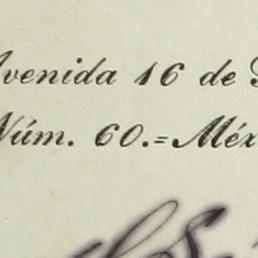 Avenida 16 de
Núm. 60.=Méx